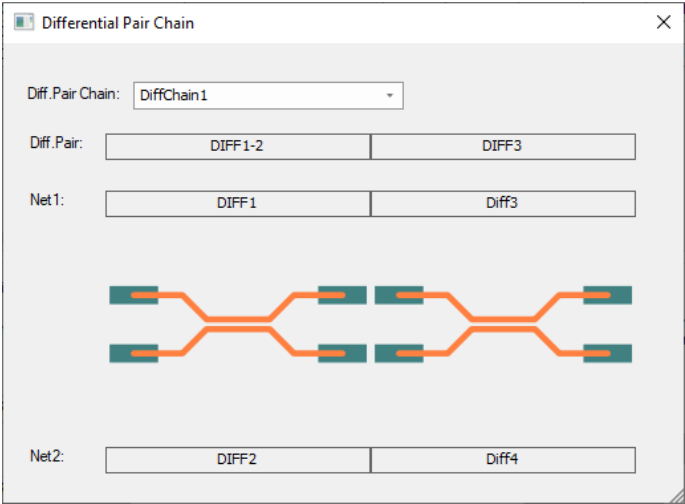 Differential Pair Chain
Diff.Pair Chain: DiffChain1
Diff.Pair: DIFF1-2 DIFF3
Net1: DIFF1 Diff3
Net2: DIFF2 Diff4